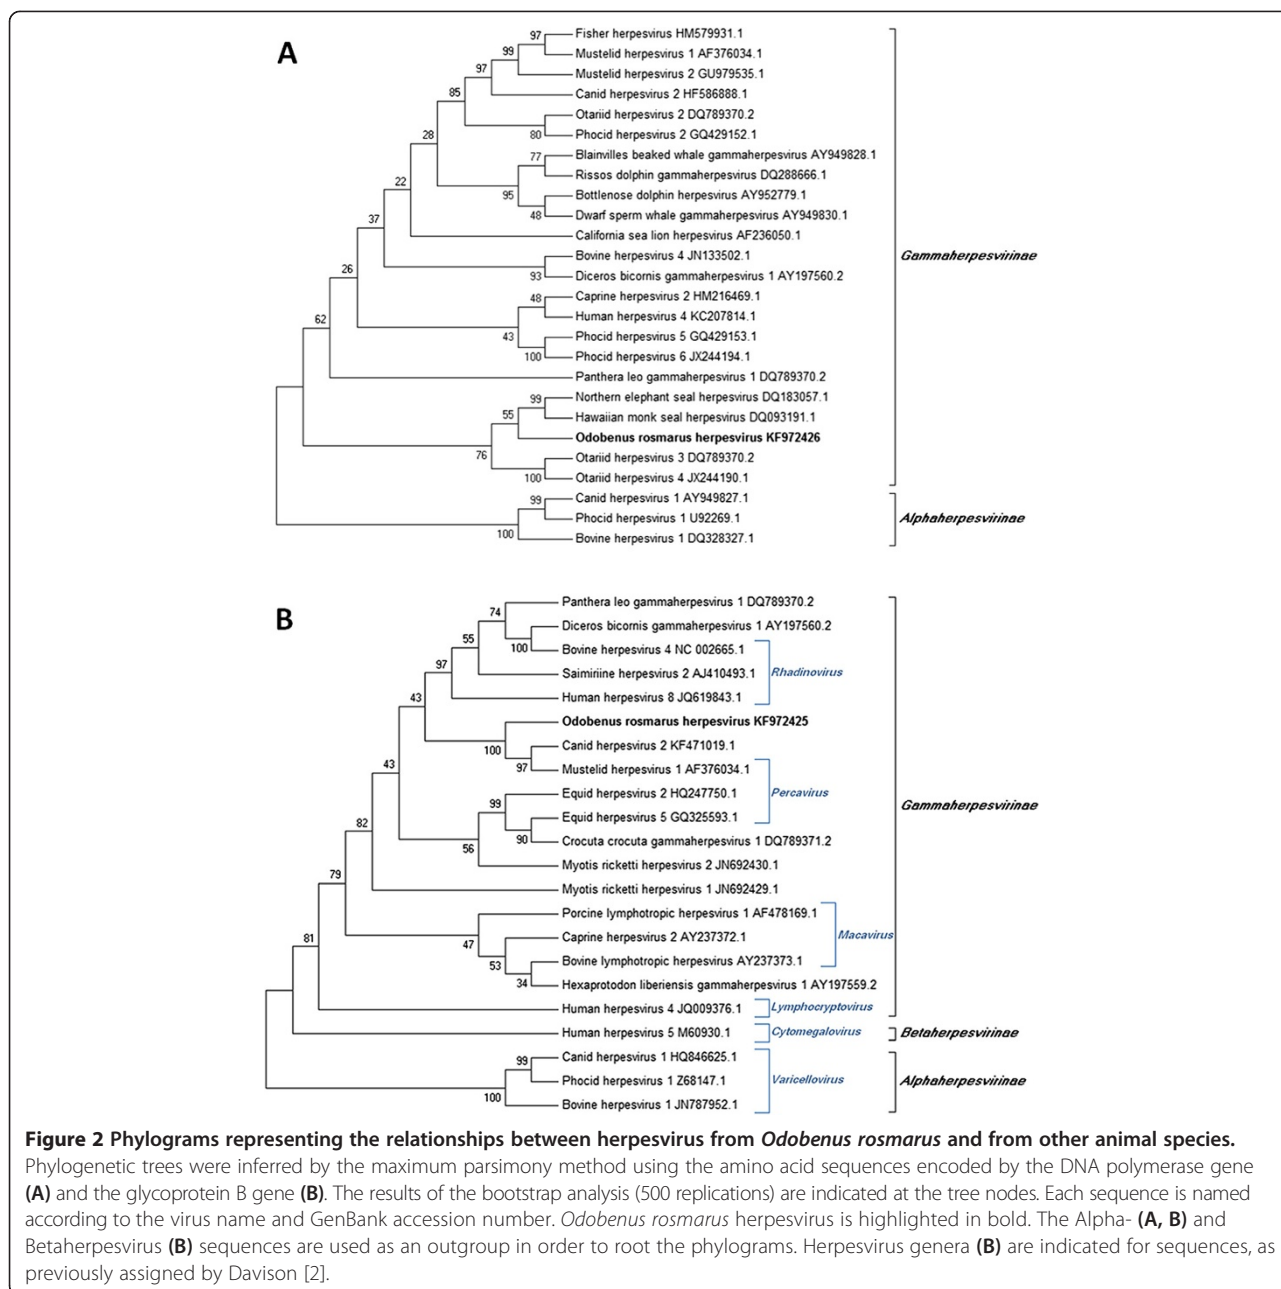 A
97 Fisher herpesvirus HM579931.1
99 Mustelid herpesvirus 1 AF376034.1
97 Mustelid herpesvirus 2 GU979535.1
85 Canid herpesvirus 2 HF586888.1
Otariid herpesvirus 2 DQ789370.2
28 80 Phocid herpesvirus 2 GQ429152.1
77 Blainvilles beaked whale gammaherpesvirus AY949828.1
Rissos dolphin gammaherpesvirus DQ288666.1
22 95 Bottlenose dolphin herpesvirus AY952779.1
48 Dwarf sperm whale gammaherpesvirus AY949830.1
37 California sea lion herpesvirus AF236050.1
Bovine herpesvirus 4 JN133502.1
Gammaherpesvirinae
26 93 Diceros bicornis gammaherpesvirus 1 AY197560.2
48 Caprine herpesvirus 2 HM216469.1
62 Human herpesvirus 4 KC207814.1
43 Phocid herpesvirus 5 GQ429153.1
100 Phocid herpesvirus 6 JX244194.1
Panthera leo gammaherpesvirus 1 DQ789370.2
99 Northern elephant seal herpesvirus DQ183057.1
55 Hawaiian monk seal herpesvirus DQ093191.1
Odobenus rosmarus herpesvirus KF972426
76 Otariid herpesvirus 3 DQ789370.2
100 Otariid herpesvirus 4 JX244190.1
99 Canid herpesvirus 1 AY949827.1
Phocid herpesvirus 1 U92269.1
Alphaherpesvirinae
100 Bovine herpesvirus 1 DQ328327.1
B
74 Panthera leo gammaherpesvirus 1 DQ789370.2
55 Diceros bicornis gammaherpesvirus 1 AY197560.2
100 Bovine herpesvirus 4 NC 002665.1
97 Saimiriine herpesvirus 2 AJ410493.1
Rhadinovirus
43 Human herpesvirus 8 JQ619843.1
Odobenus rosmarus herpesvirus KF972425
100 Canid herpesvirus 2 KF471019.1
43 97 Mustelid herpesvirus 1 AF376034.1
99 Equid herpesvirus 2 HQ247750.1
Percavirus
Gammaherpesvirinae
82 Equid herpesvirus 5 GQ325593.1
56 90 Crocuta crocuta gammaherpesvirus 1 DQ789371.2
Myotis ricketti herpesvirus 2 JN692430.1
79 Myotis ricketti herpesvirus 1 JN692429.1
Porcine lymphotropic herpesvirus 1 AF478169.1
81 47 Caprine herpesvirus 2 AY237372.1
Macavirus
53 Bovine lymphotropic herpesvirus AY237373.1
34 Hexaprotodon liberiensis gammaherpesvirus 1 AY197559.2
Human herpesvirus 4 JQ009376.1 Lymphocryptovirus
Human herpesvirus 5 M60930.1 Cytomegalovirus Betaherpesvirinae
99 Canid herpesvirus 1 HQ846625.1
Phocid herpesvirus 1 Z68147.1 Varicellovirus Alphaherpesvirinae
100 Bovine herpesvirus 1 JN787952.1
Figure 2 Phylograms representing the relationships between herpesvirus from Odobenus rosmarus and from other animal species.
Phylogenetic trees were inferred by the maximum parsimony method using the amino acid sequences encoded by the DNA polymerase gene
(A) and the glycoprotein B gene (B). The results of the bootstrap analysis (500 replications) are indicated at the tree nodes. Each sequence is named
according to the virus name and GenBank accession number. Odobenus rosmarus herpesvirus is highlighted in bold. The Alpha- (A, B) and
Betaherpesvirus (B) sequences are used as an outgroup in order to root the phylograms. Herpesvirus genera (B) are indicated for sequences, as
previously assigned by Davison [2].